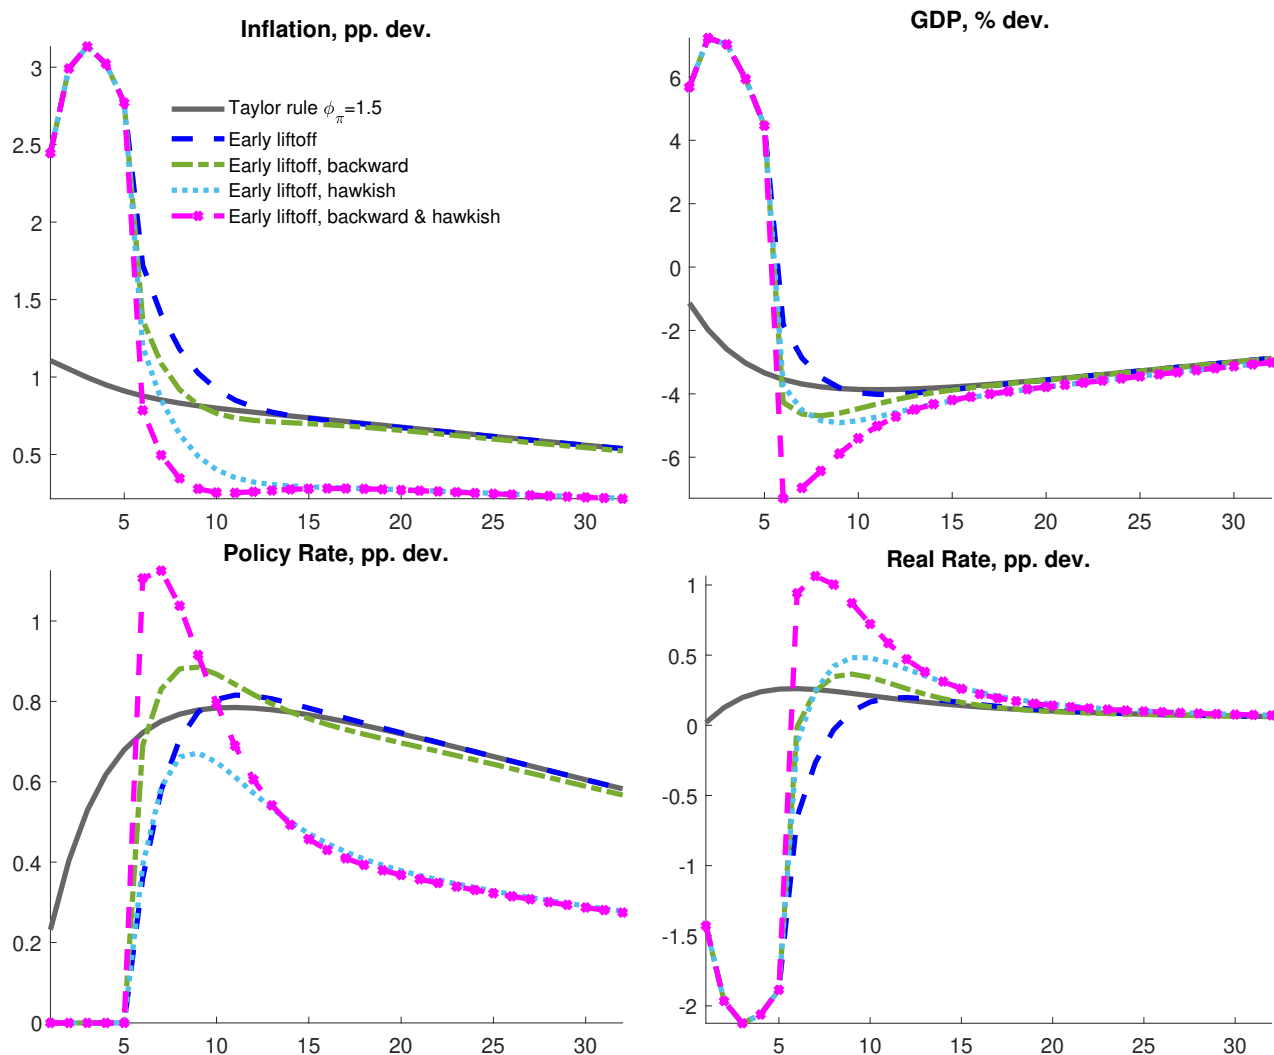 Inflation, pp. dev.
3
2.5
2
1.5
1
0.5
5 10 15 20 25 30
Taylor rule ϕπ=1.5
Early liftoff
Early liftoff, backward
Early liftoff, hawkish
Early liftoff, backward & hawkish
GDP, % dev.
6
4
2
0
-2
-4
-6
5 10 15 20 25 30
Policy Rate, pp. dev.
1
0.8
0.6
0.4
0.2
0
5 10 15 20 25 30
Real Rate, pp. dev.
1
0.5
0
-0.5
-1
-1.5
-2
5 10 15 20 25 30